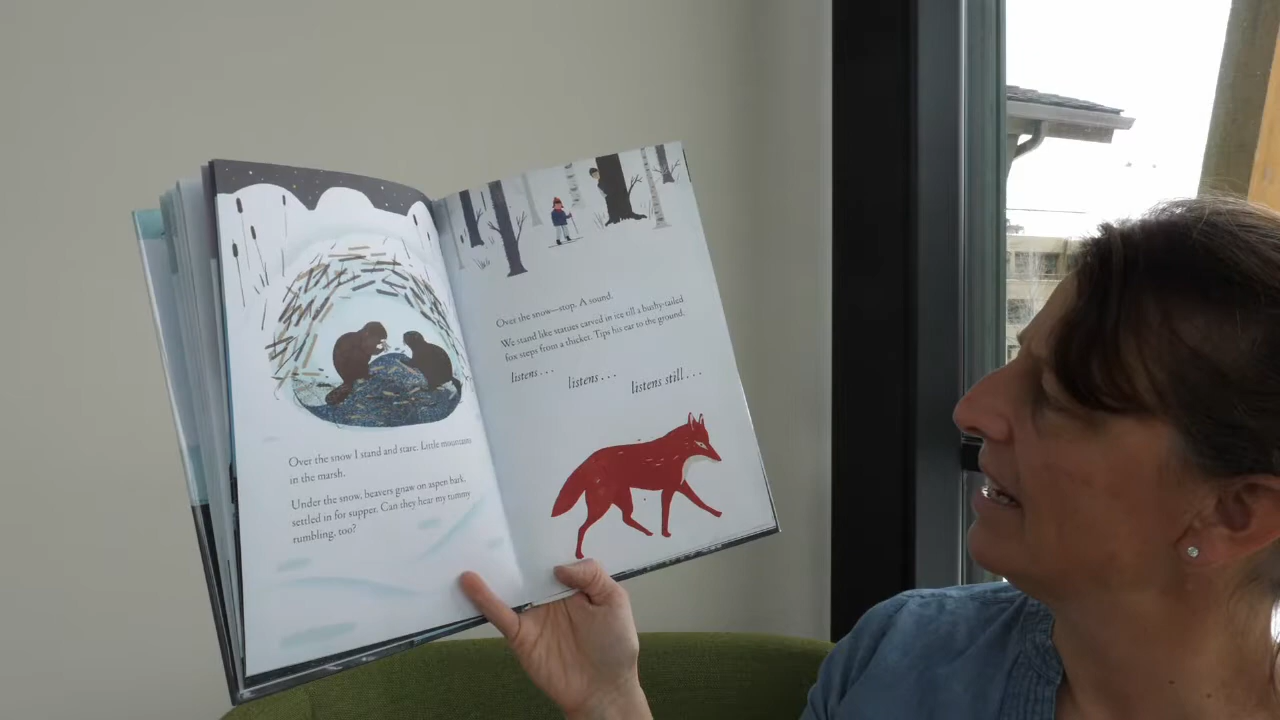 Over the snow I stand and stare. Little mountain
in the marsh.
Under the snow, beavers gnaw on aspen bark,
settled in for supper. Can they hear my tummy
rumbling, too?
Over the snow—stop. A sound.
We stand like statues carved in ice till a bushy-tailed
fox steps from a thicket. Tips his ear to the ground,
listens . . .
listens . . .
listens still . . .